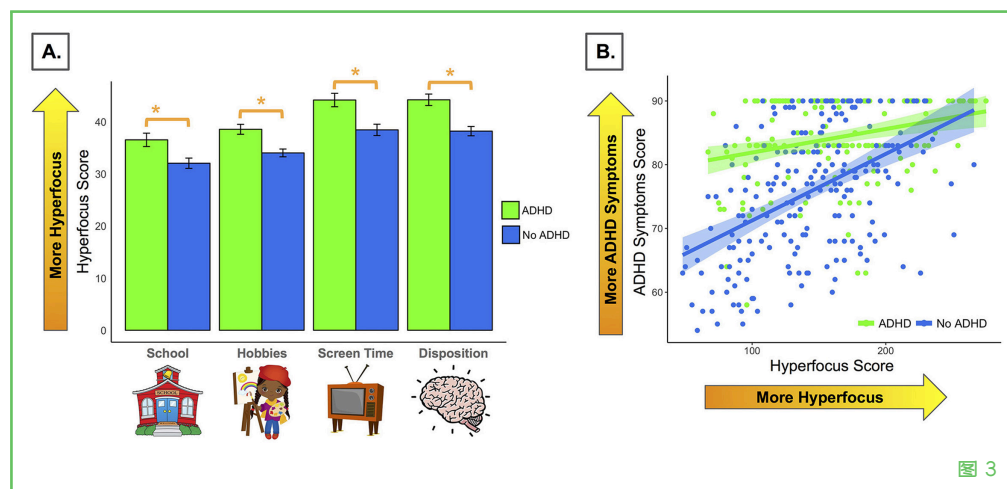 A.
More Hyperfocus
Hyperfocus Score
40
30
20
10
0
*
*
*
*
ADHD
No ADHD
School
Hobbies
Screen Time
Disposition
SCHOOL
B.
More ADHD Symptoms
ADHD Symptoms Score
90
80
70
60
ADHD
No ADHD
100
200
Hyperfocus Score
More Hyperfocus
图 3